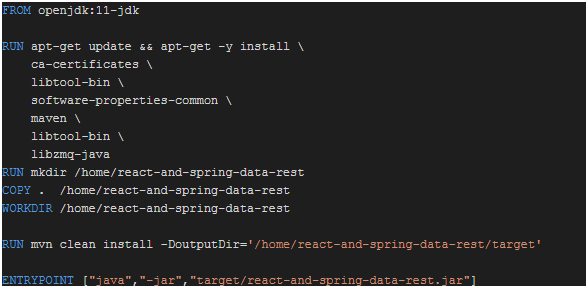 FROM openjdk:11-jdk
RUN apt-get update && apt-get -y install \
ca-certificates \
libtool-bin \
software-properties-common \
maven \
libtool-bin \
libzmq-java
RUN mkdir /home/react-and-spring-data-rest
COPY .  /home/react-and-spring-data-rest
WORKDIR /home/react-and-spring-data-rest
RUN mvn clean install -DoutputDir='/home/react-and-spring-data-rest/target'
ENTRYPOINT ["java","-jar","target/react-and-spring-data-rest.jar"]